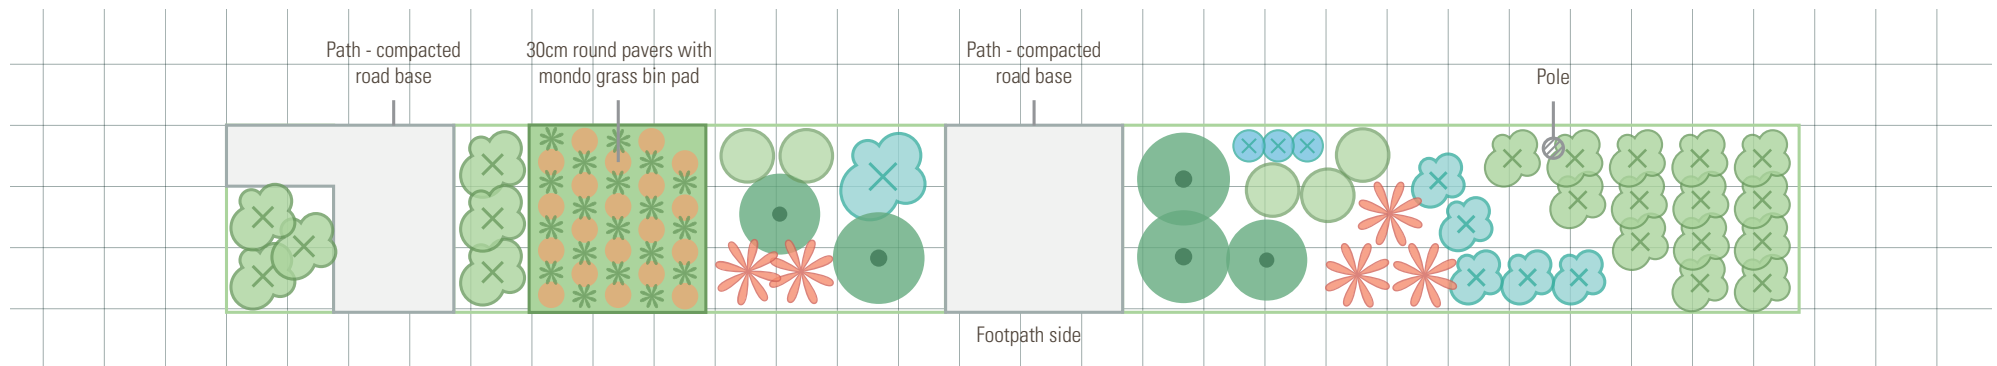 Path - compacted
road base
30cm round pavers with
mondo grass bin pad
Path - compacted
road base
Pole
Footpath side